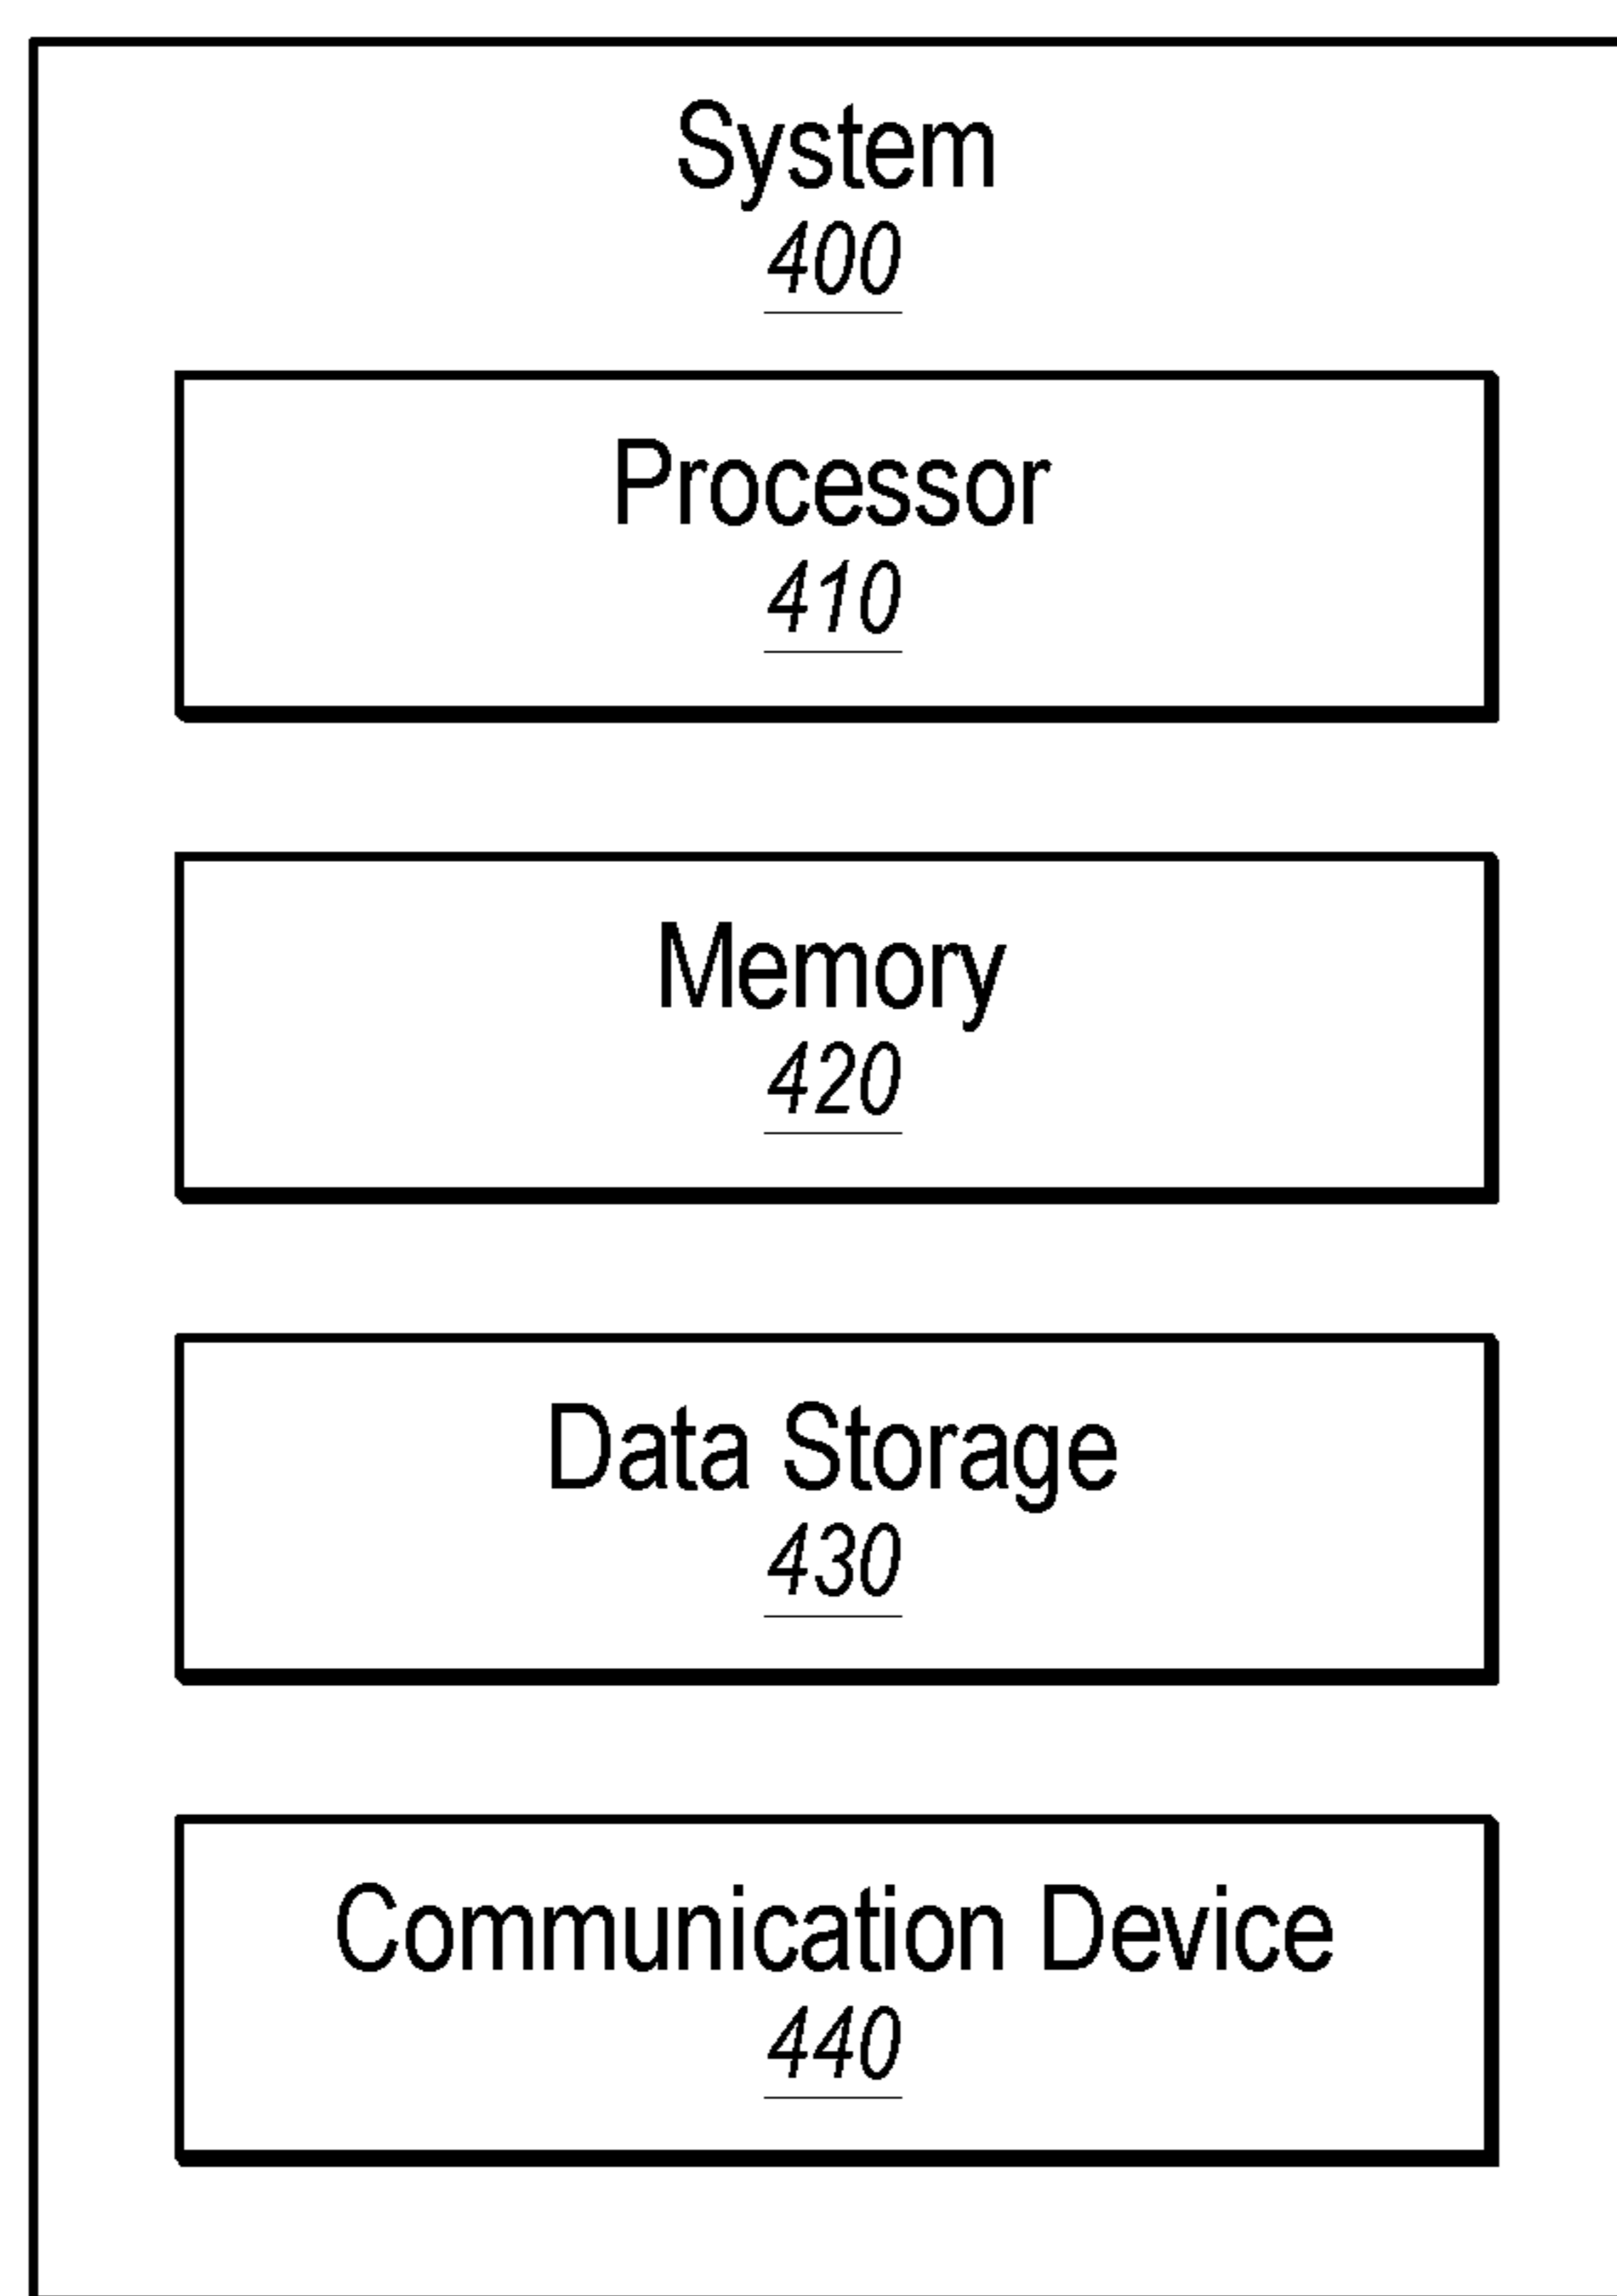 System
400
Processor
410
Memory
420
Data Storage
430
Communication Device
440